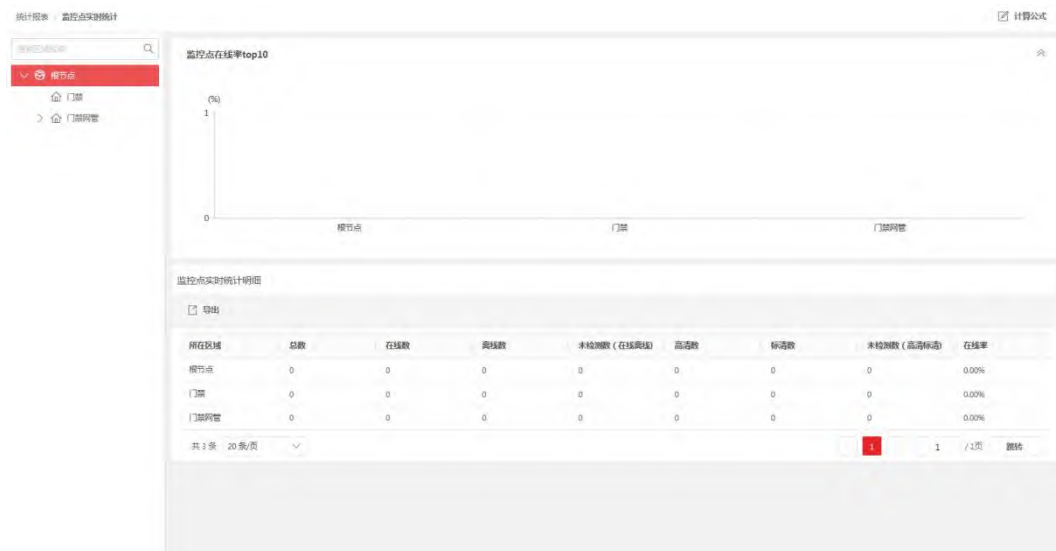 统计报表 监控点实时统计
计算公式
根节点
门禁
门禁网管
监控点在线率top10
(%)
1
0
根节点 门禁 门禁网管
监控点实时统计明细
导出
所在区域 总数 在线数 离线数 未检测数（在线离线） 高清数 标清数 未检测数（高清标清） 在线率
根节点 0 0 0 0 0 0 0 0.00%
门禁 0 0 0 0 0 0 0 0.00%
门禁网管 0 0 0 0 0 0 0 0.00%
共 3 条 20 条/页 1 1 /1页 跳转